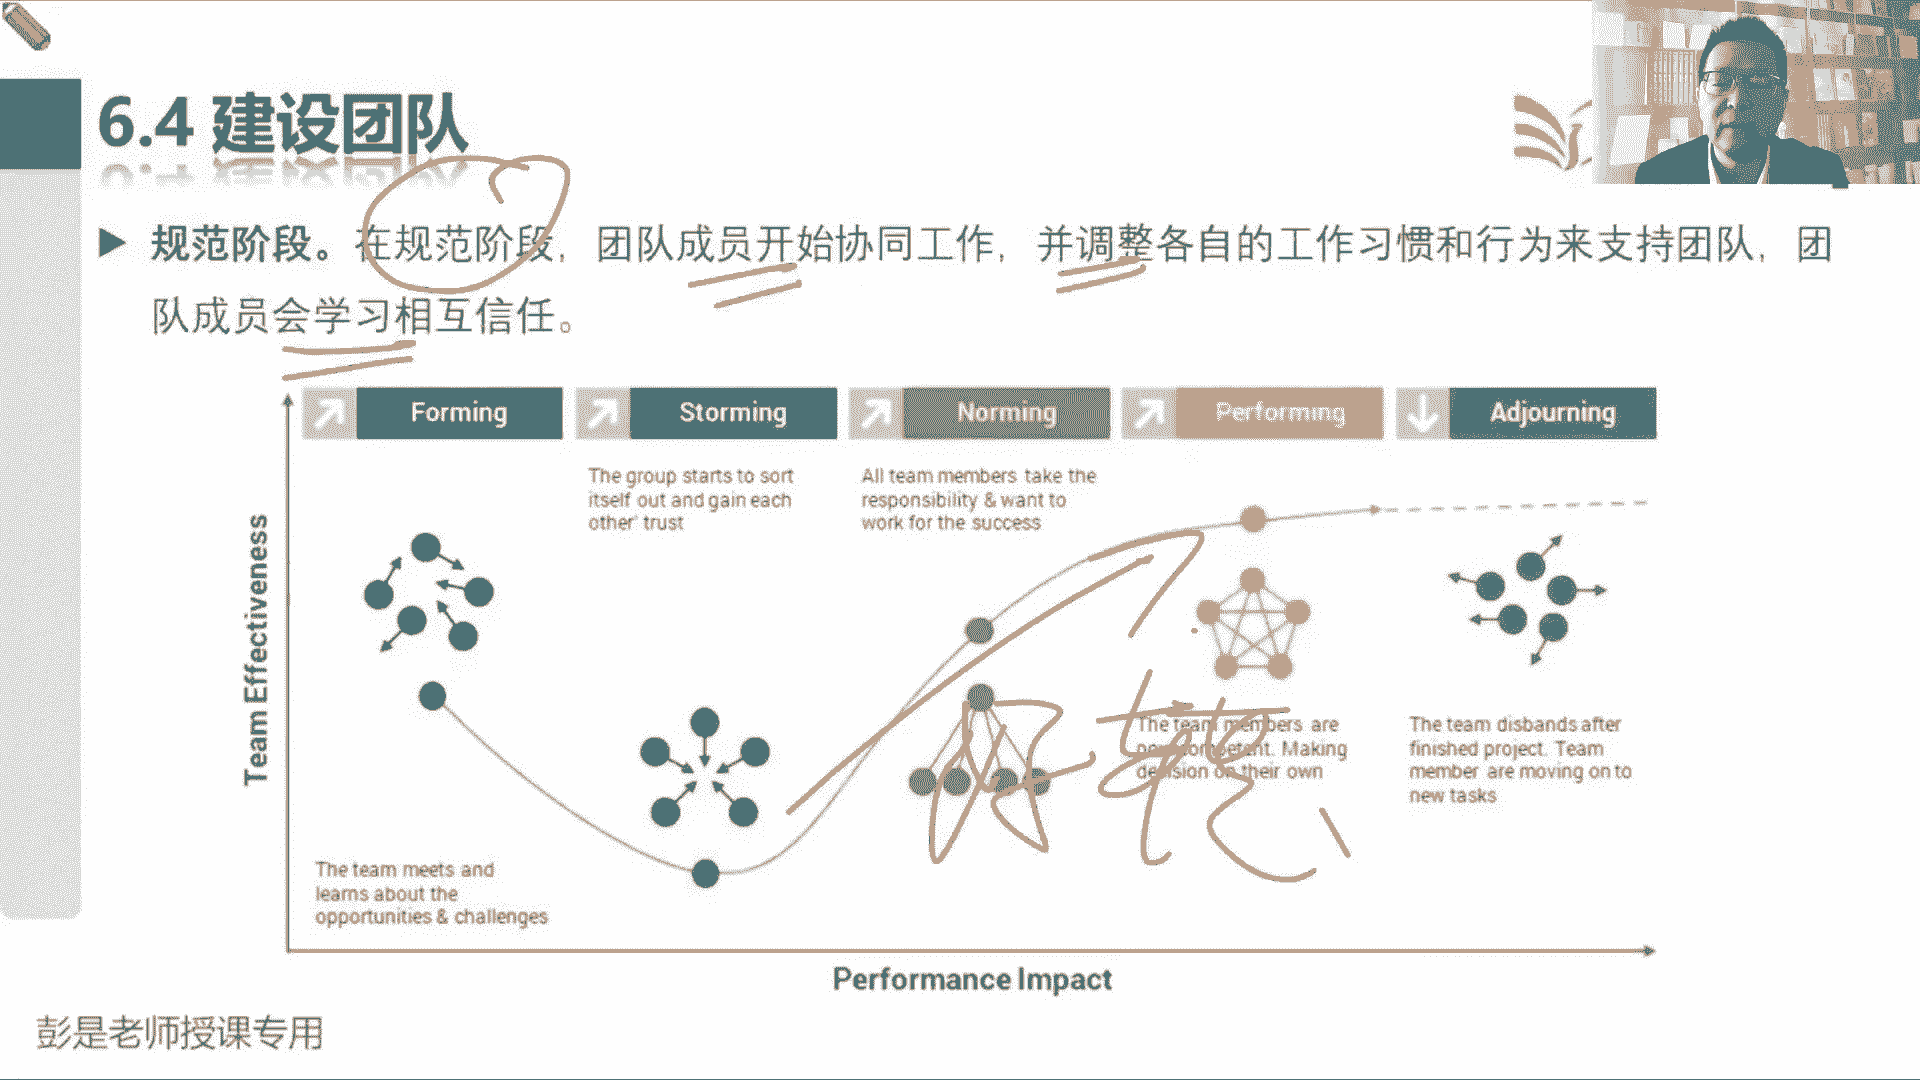 6.4 建设团队
规范阶段。在规范阶段，团队成员开始协同工作，并调整各自的工作习惯和行为来支持团队，团
队成员会学习相互信任。
Forming
Storming
Norming
Performing
Adjourning
The group starts to sort
itself out and gain each
other' trust
All team members take the
responsibility & want to
work for the success
Team Effectiveness
The team members are
now competent. Making
decision on their own
The team disbands after
finished project. Team
member are moving on to
new tasks
The team meets and
learns about the
opportunities & challenges
Performance Impact
彭是老师授课专用